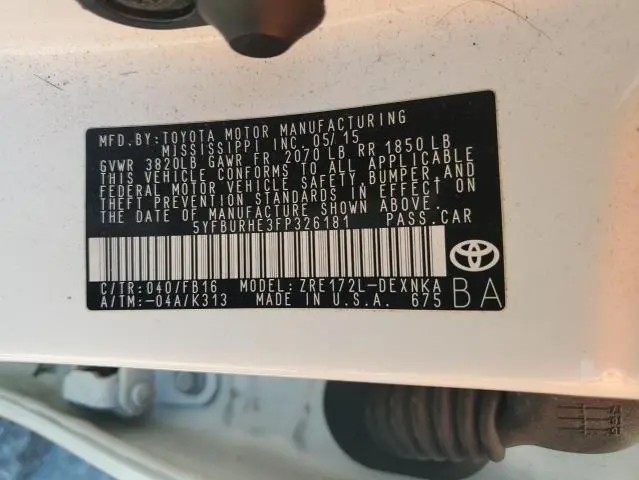 MFD.BY:TOYOTA MOTOR MANUFACTURING
MISSISSIPPI INC.05/15
GVWR 3820LB GAWR FR 2070 LB RR 1850 LB
THIS VEHICLE CONFORMS TO ALL APPLICABLE
FEDERAL MOTOR VEHICLE SAFETY, BUMPER, AND
THEFT PREVENTION STANDARDS IN EFFECT ON
THE DATE OF MANUFACTURE SHOWN ABOVE.
5YFBURHE3FP326181 PASS.CAR
C/TR:040/FB16 MODEL: ZRE172L-DEXNKA
A/TM:-04A/K313 MADE IN U.S.A. 675
BA